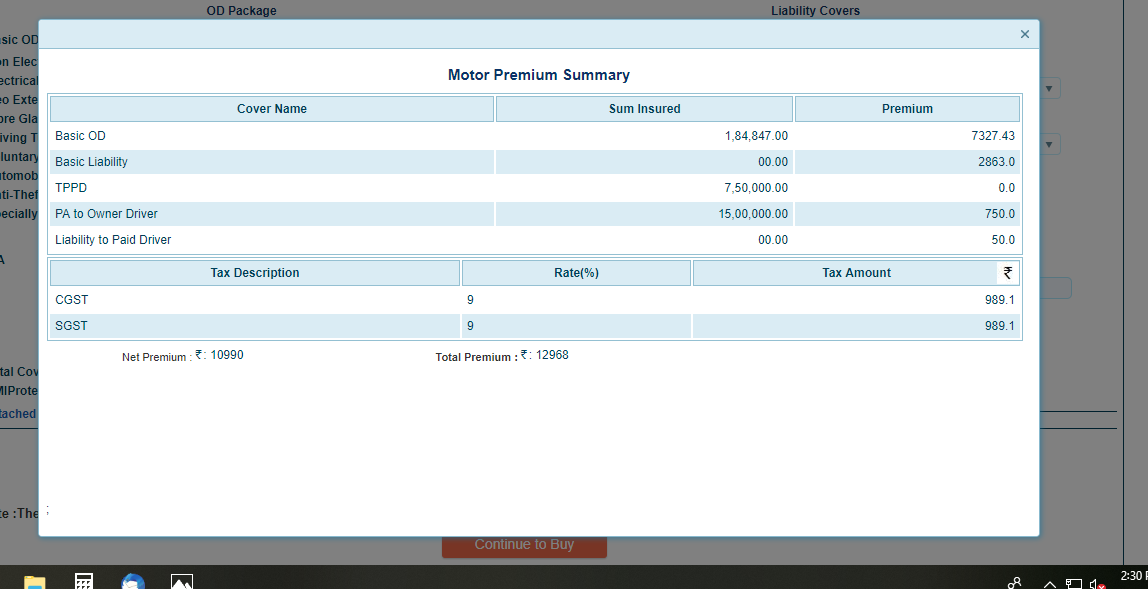 OD Package Liability Covers
×
Motor Premium Summary
Cover Name Sum Insured Premium
Basic OD 1,84,847.00 7327.43
Basic Liability 00.00 2863.0
TPPD 7,50,000.00 0.0
PA to Owner Driver 15,00,000.00 750.0
Liability to Paid Driver 00.00 50.0
Tax Description Rate(%) Tax Amount ₹
CGST 9 989.1
SGST 9 989.1
Net Premium : ₹: 10990 Total Premium : ₹: 12968
sic OD
n Elec
ectrical
eo Exte
ore Gla
iving T
luntary
utomob
ti-Thef
pecially
A
tal Cov
MIProte
tached
te :The
;
Continue to Buy
2:30